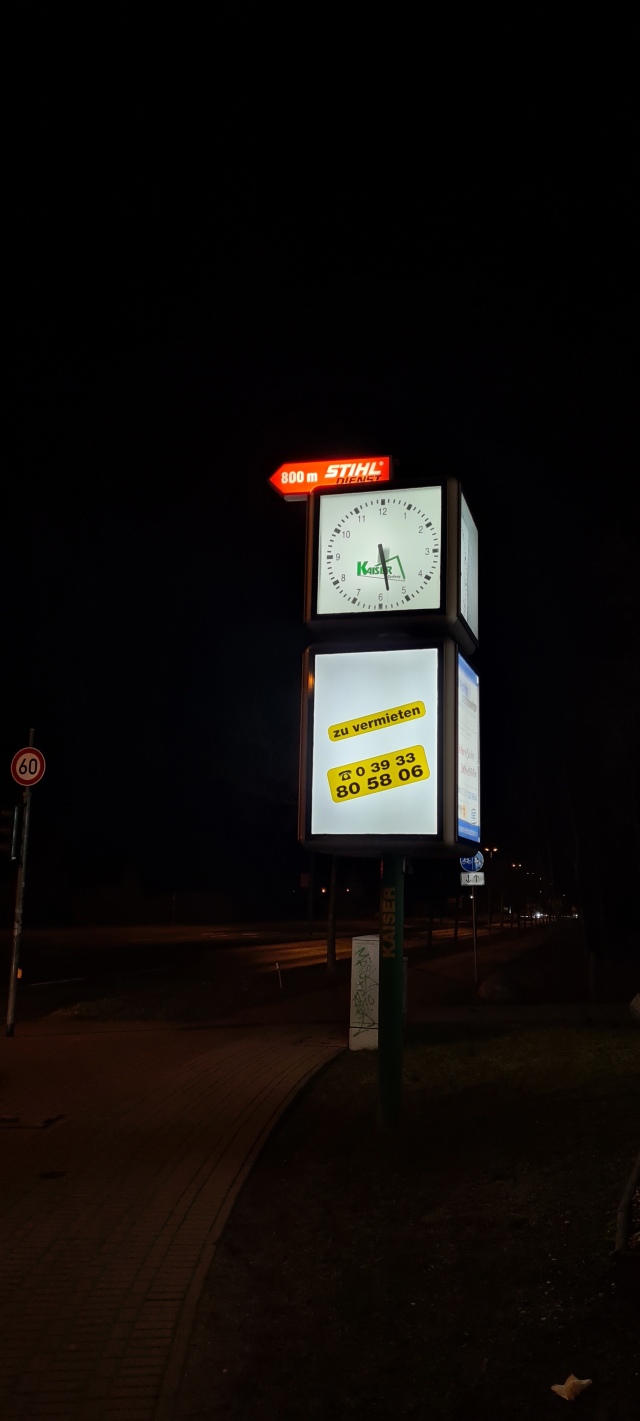 800 m STIHL®
DIENST
12
11 1
10 2
9 3
8 4
7 5
6
KAISER
zu vermieten
☎ 0 39 33
80 58 06
60
KAISER